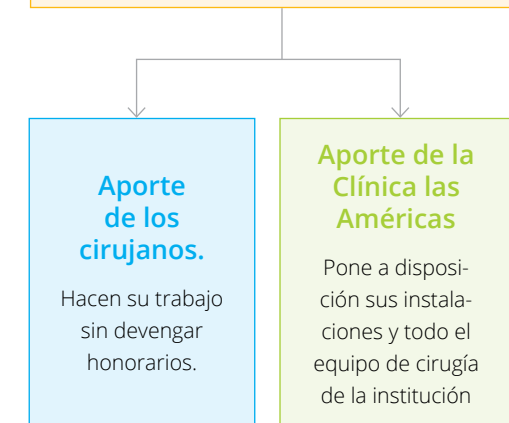 Aporte
de los
cirujanos.
Hacen su trabajo
sin devengar
honorarios.
Aporte de la
Clínica las
Américas
Pone a disposi-
ción sus instala-
ciones y todo el
equipo de cirugía
de la institución